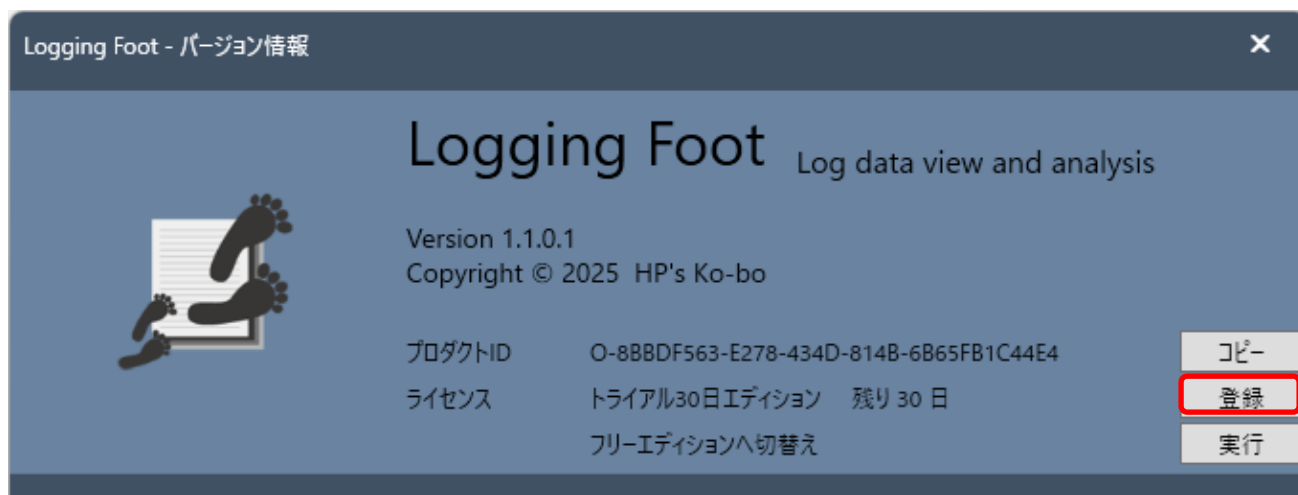 Logging Foot - バージョン情報
Logging Foot Log data view and analysis
Version 1.1.0.1
Copyright © 2025 HP's Ko-bo
プロダクトID O-8BBDF563-E278-434D-814B-6B65FB1C44E4 コピー
ライセンス トライアル30日エディション 残り 30 日 登録
フリーエディションへ切替え 実行